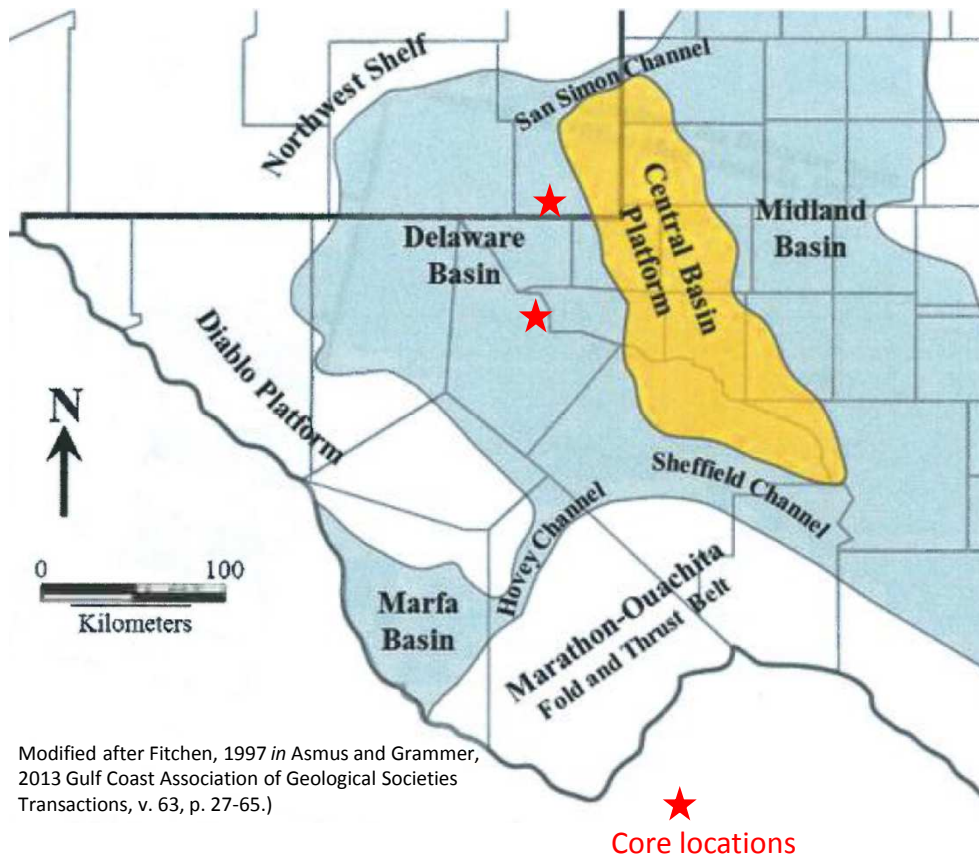 Northwest Shelf
San Simon Channel
Central Basin
Platform
Midland
Basin
Delaware
Basin
Diablo Platform
N
Sheffield Channel
Hovey Channel
0 100
Kilometers
Marfa
Basin
Marathon-Ouachita
Fold and Thrust Belt
Modified after Fitchen, 1997 in Asmus and Grammer,
2013 Gulf Coast Association of Geological Societies
Transactions, v. 63, p. 27-65.)
Core locations